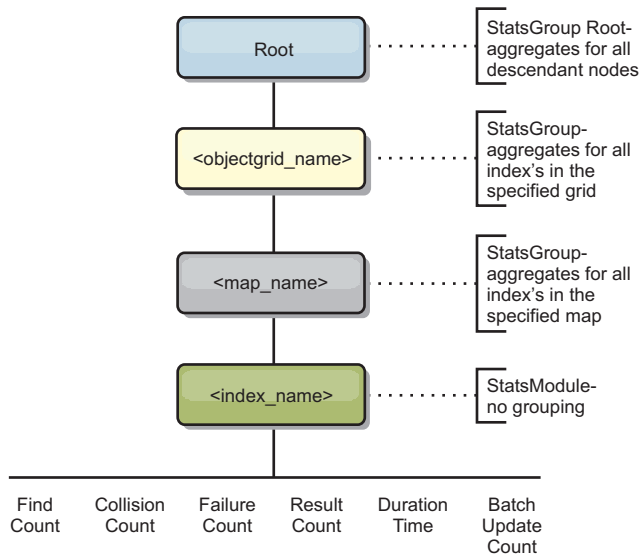 Root
StatsGroup Root-
aggregates for all
descendant nodes
<objectgrid_name>
StatsGroup-
aggregates for all
index's in the
specified grid
<map_name>
StatsGroup-
aggregates for all
index's in the
specified map
<index_name>
StatsModule-
no grouping
Find
Count
Collision
Count
Failure
Count
Result
Count
Duration
Time
Batch
Update
Count